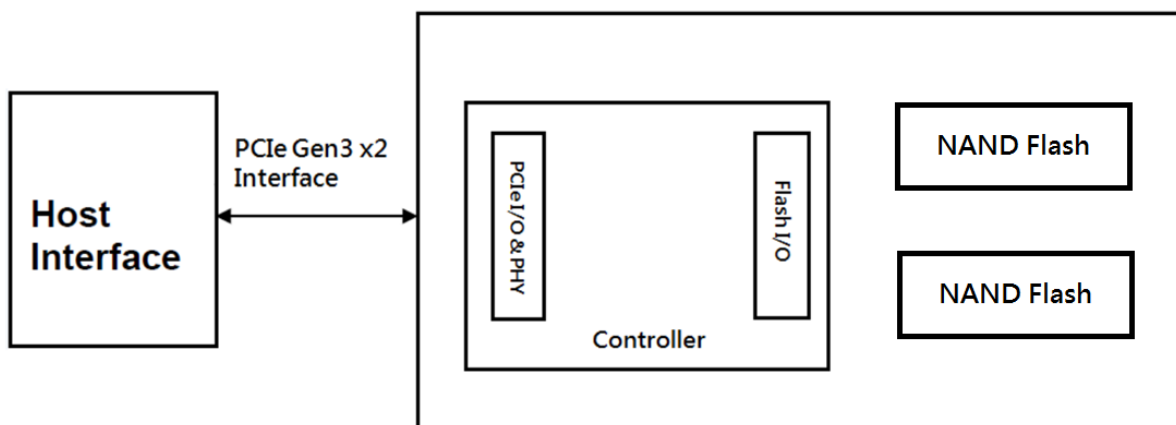 Host
Interface
PCIe Gen3 x2
Interface
PCIe I/O & PHY
Flash I/O
Controller
NAND Flash
NAND Flash